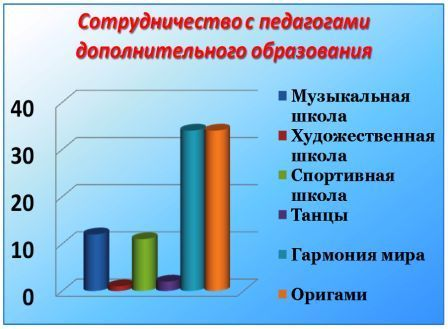 Сотрудничество с педагогами
дополнительного образования
40
30
20
10
0
Музыкальная
школа
Художественная
школа
Спортивная
школа
Танцы
Гармония мира
Оригами